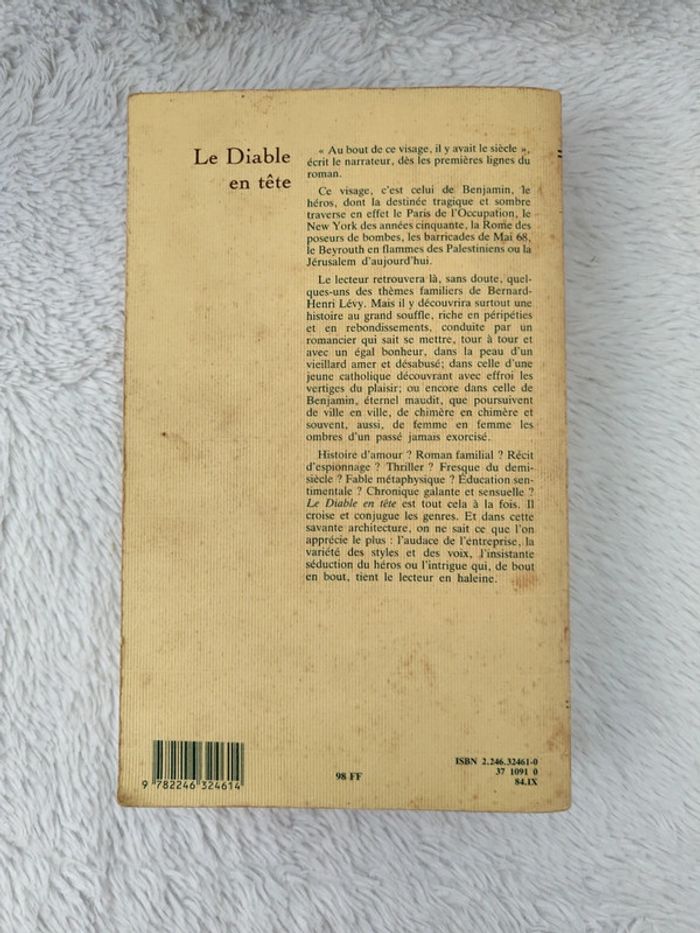 Le Diable
en tête
« Au bout de ce visage, il y avait le siècle »,
écrit le narrateur, dès les premières lignes du
roman.
Ce visage, c'est celui de Benjamin, le
héros, dont la destinée tragique et sombre
traverse en effet le Paris de l'Occupation, le
New York des années cinquante, la Rome des
poseurs de bombes, les barricades de Mai 68,
le Beyrouth en flammes des Palestiniens ou la
Jérusalem d'aujourd'hui.
Le lecteur retrouvera là, sans doute, quel-
ques-uns des thèmes familiers de Bernard-
Henri Lévy. Mais il y découvrira surtout une
histoire au grand souffle, riche en péripéties
et en rebondissements, conduite par un
romancier qui sait se mettre, tour à tour et
avec un égal bonheur, dans la peau d'un
vieillard amer et désabusé; dans celle d'une
jeune catholique découvrant avec effroi les
vertiges du plaisir; ou encore dans celle de
Benjamin, éternel maudit, que poursuivent
de ville en ville, de chimère en chimère et
souvent, aussi, de femme en femme les
ombres d'un passé jamais exorcisé.
Histoire d'amour ? Roman familial ? Récit
d'espionnage ? Thriller ? Fresque du demi-
siècle ? Fable métaphysique ? Éducation sen-
timentale ? Chronique galante et sensuelle ?
Le Diable en tête est tout cela à la fois. Il
croise et conjugue les genres. Et dans cette
savante architecture, on ne sait ce que l'on
apprécie le plus : l'audace de l'entreprise, la
variété des styles et des voix, l'insistante
séduction du héros ou l'intrigue qui, de bout
en bout, tient le lecteur en haleine.
9 782246 324614
98 FF
ISBN 2.246.32461-0
37 1091 0
84.IX